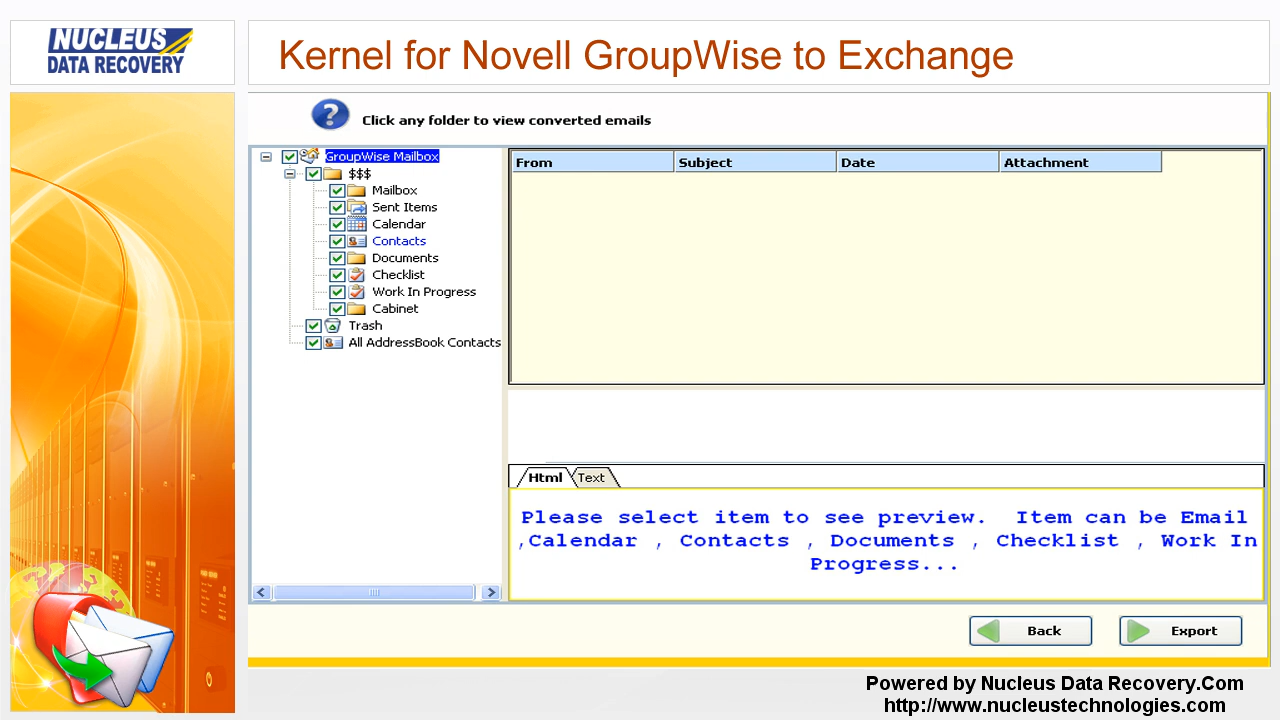 NUCLEUS
DATA RECOVERY
Kernel for Novell GroupWise to Exchange
?
Click any folder to view converted emails
GroupWise Mailbox
$$$
Mailbox
Sent Items
Calendar
Contacts
Documents
Checklist
Work In Progress
Cabinet
Trash
All AddressBook Contacts
From Subject Date Attachment
Html Text
Please select item to see preview. Item can be Email
,Calendar , Contacts , Documents , Checklist , Work In
Progress...
Back Export
Powered by Nucleus Data Recovery.Com
http://www.nucleustechnologies.com